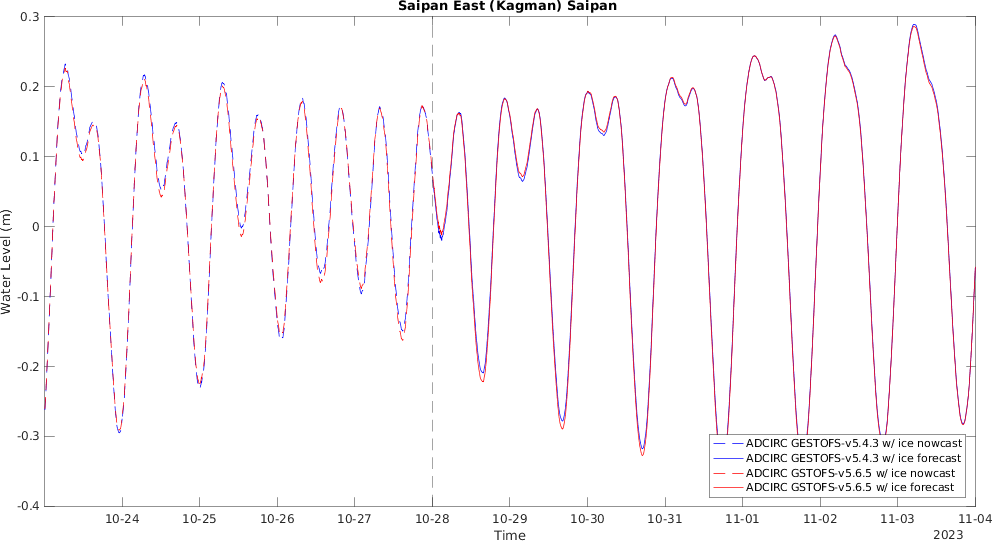 Saipan East (Kagman) Saipan
0.3
0.2
0.1
0
-0.1
-0.2
-0.3
-0.4
Water Level (m)
ADCIRC GESTOFS-v5.4.3 w/ ice nowcast
ADCIRC GESTOFS-v5.4.3 w/ ice forecast
ADCIRC GSTOFS-v5.6.5 w/ ice nowcast
ADCIRC GSTOFS-v5.6.5 w/ ice forecast
10-24 10-25 10-26 10-27 10-28 10-29 10-30 10-31 11-01 11-02 11-03 11-04
Time
2023